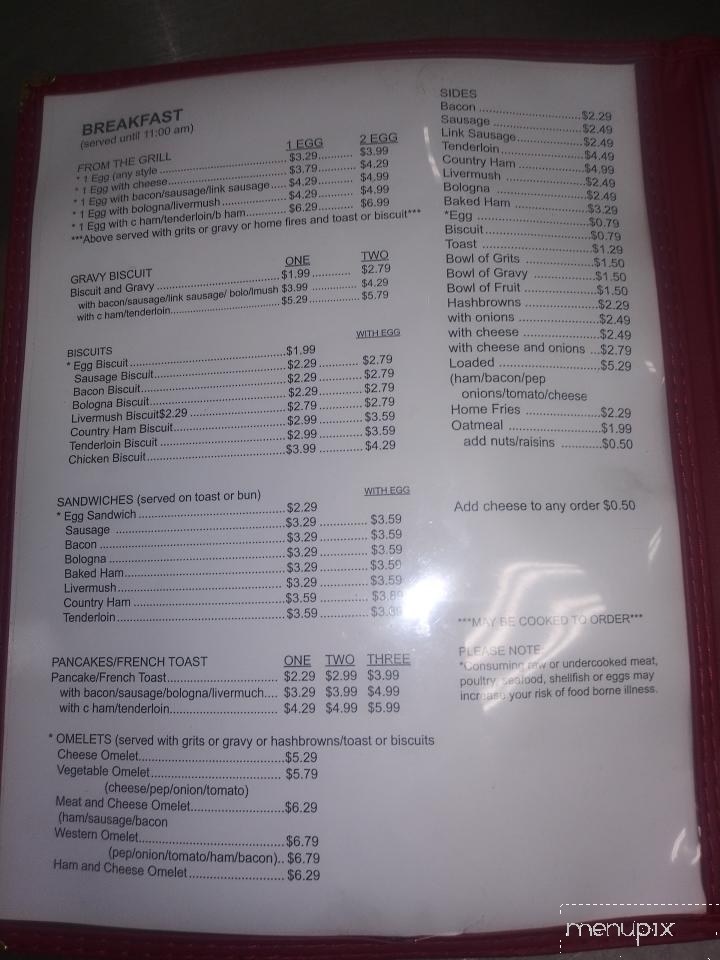 BREAKFAST
(served until 11:00 am)
FROM THE GRILL 1 EGG 2 EGG
* 1 Egg (any style ........ $3.29 ........ $3.99
* 1 Egg with cheese ........ $3.79 ........ $4.29
* 1 Egg with bacon/sausage/link sausage .... $4.29 ........ $4.99
* 1 Egg with bologna/livermush ........ $4.29 ........ $4.99
* 1 Egg with c ham/tenderloin/b ham ........ $6.29 ........ $6.99
***Above served with grits or gravy or home fires and toast or biscuit***
GRAVY BISCUIT ONE TWO
Biscuit and Gravy ........ $1.99 ........ $2.79
with bacon/sausage/link sausage/ bolo/lmush $3.99 ........ $4.29
with c ham/tenderloin ........ $5.29 ........ $5.79
WITH EGG
BISCUITS
* Egg Biscuit ........ $1.99
Sausage Biscuit ........ $2.29 ........ $2.79
Bacon Biscuit ........ $2.29 ........ $2.79
Bologna Biscuit ........ $2.29 ........ $2.79
Livermush Biscuit$2.29 ........ $2.79 ........ $2.79
Country Ham Biscuit ........ $2.99 ........ $3.59
Tenderloin Biscuit ........ $2.99 ........ $3.59
Chicken Biscuit ........ $3.99 ........ $4.29
SANDWICHES (served on toast or bun) WITH EGG
* Egg Sandwich ........ $2.29
Sausage ........ $3.29 ........ $3.59
Bacon ........ $3.29 ........ $3.59
Bologna ........ $3.29 ........ $3.59
Baked Ham ........ $3.29 ........ $3.59
Livermush ........ $3.29 ........ $3.59
Country Ham ........ $3.59 ........
Tenderloin ........ $3.59 ........
PANCAKES/FRENCH TOAST ONE TWO THREE
Pancake/French Toast ........ $2.29 $2.99 $3.99
with bacon/sausage/bologna/livermuch.... $3.29 $3.99 $4.99
with c ham/tenderloin ........ $4.29 $4.99 $5.99
* OMELETS (served with grits or gravy or hashbrowns/toast or biscuits
Cheese Omelet ........ $5.29
Vegetable Omelet ........ $5.79
(cheese/pep/onion/tomato)
Meat and Cheese Omelet ........ $6.29
(ham/sausage/bacon
Western Omelet ........ $6.79
(pep/onion/tomato/ham/bacon).. $6.79
Ham and Cheese Omelet ........ $6.29
SIDES
Bacon ........ $2.29
Sausage ........ $2.49
Link Sausage ........ $2.49
Tenderloin ........ $4.49
Country Ham ........ $4.99
Livermush ........ $2.49
Bologna ........ $2.49
Baked Ham ........ $3.29
*Egg ........ $0.79
Biscuit ........ $0.79
Toast ........ $1.29
Bowl of Grits ........ $1.50
Bowl of Gravy ........ $1.50
Bowl of Fruit ........ $1.50
Hashbrowns ........ $2.29
with onions ........ $2.49
with cheese ........ $2.49
with cheese and onions ... $2.79
Loaded ........ $5.29
(ham/bacon/pep
onions/tomato/cheese
Home Fries ........ $2.29
Oatmeal ........ $1.99
add nuts/raisins ........ $0.50
Add cheese to any order $0.50
***MAY BE COOKED TO ORDER***
PLEASE NOTE:
*Consuming raw or undercooked meat,
poultry, seafood, shellfish or eggs may
increase your risk of food borne illness.
menupix